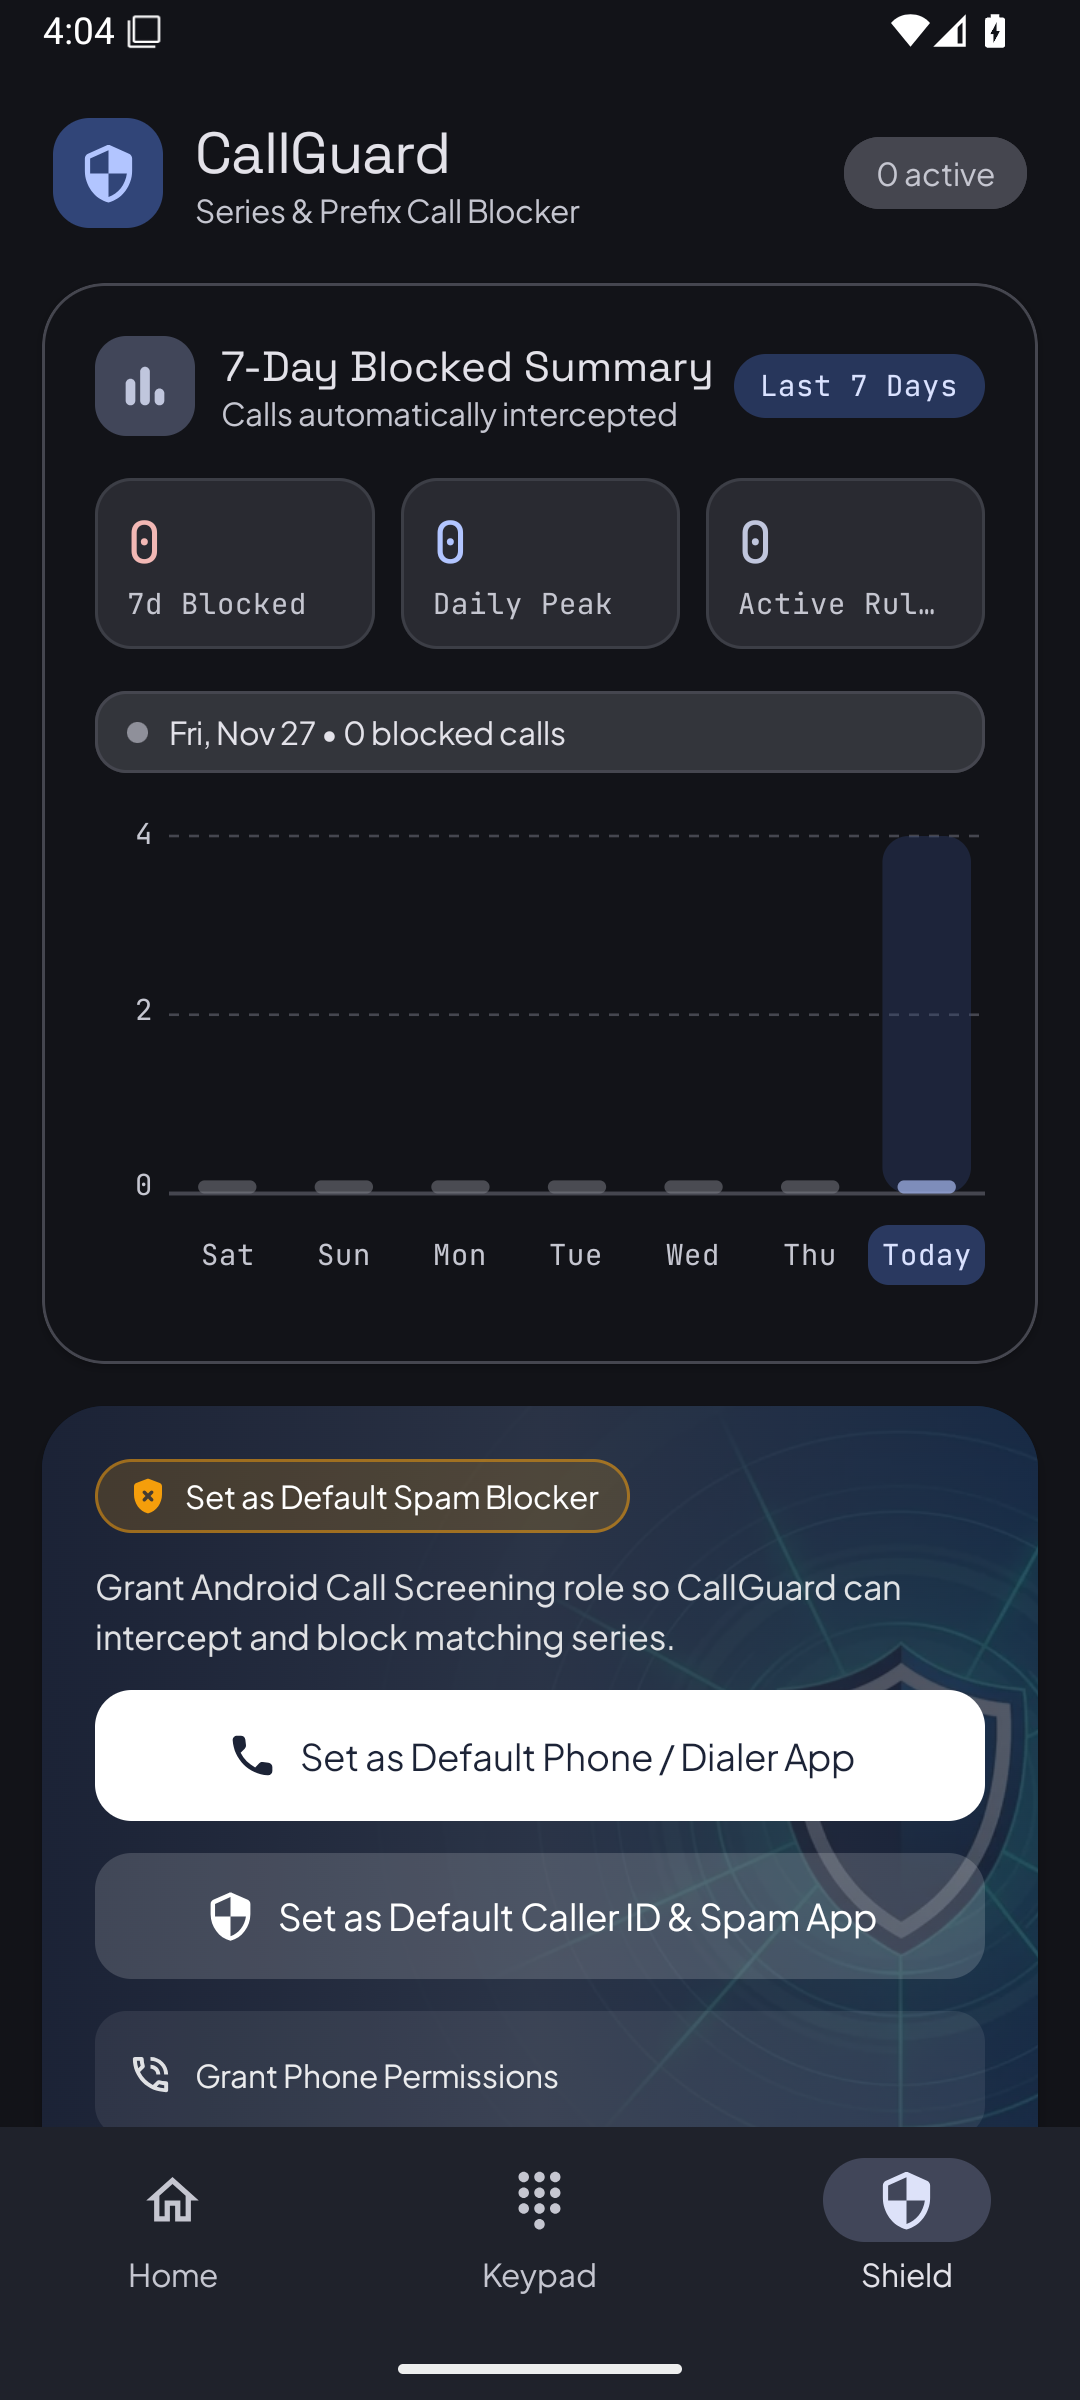 4:04
CallGuard
Series & Prefix Call Blocker
0 active
7-Day Blocked Summary
Calls automatically intercepted
Last 7 Days
0
7d Blocked
0
Daily Peak
0
Active Rul…
Fri, Nov 27 • 0 blocked calls
4
2
0
Sat
Sun
Mon
Tue
Wed
Thu
Today
Set as Default Spam Blocker
Grant Android Call Screening role so CallGuard can
intercept and block matching series.
Set as Default Phone / Dialer App
Set as Default Caller ID & Spam App
Grant Phone Permissions
Home
Keypad
Shield